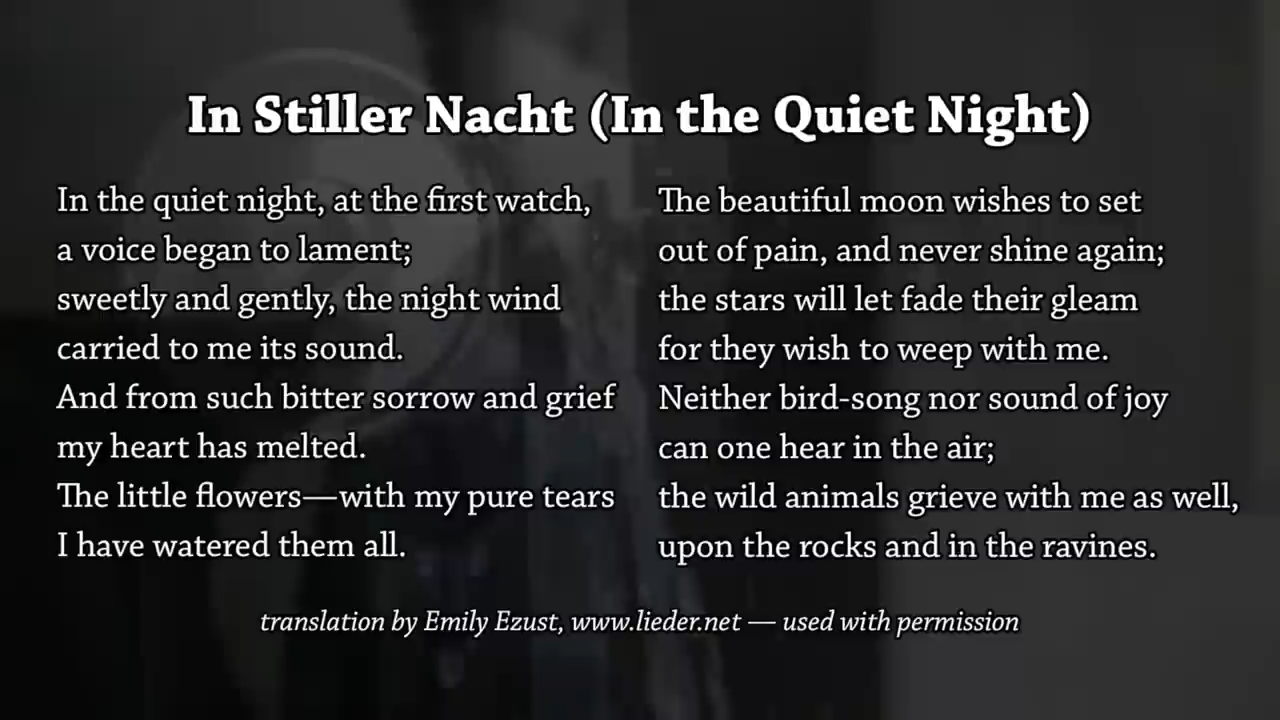 In Stiller Nacht (In the Quiet Night)
In the quiet night, at the first watch,
a voice began to lament;
sweetly and gently, the night wind
carried to me its sound.
And from such bitter sorrow and grief
my heart has melted.
The little flowers—with my pure tears
I have watered them all.
The beautiful moon wishes to set
out of pain, and never shine again;
the stars will let fade their gleam
for they wish to weep with me.
Neither bird-song nor sound of joy
can one hear in the air;
the wild animals grieve with me as well,
upon the rocks and in the ravines.
translation by Emily Ezust, www.lieder.net — used with permission